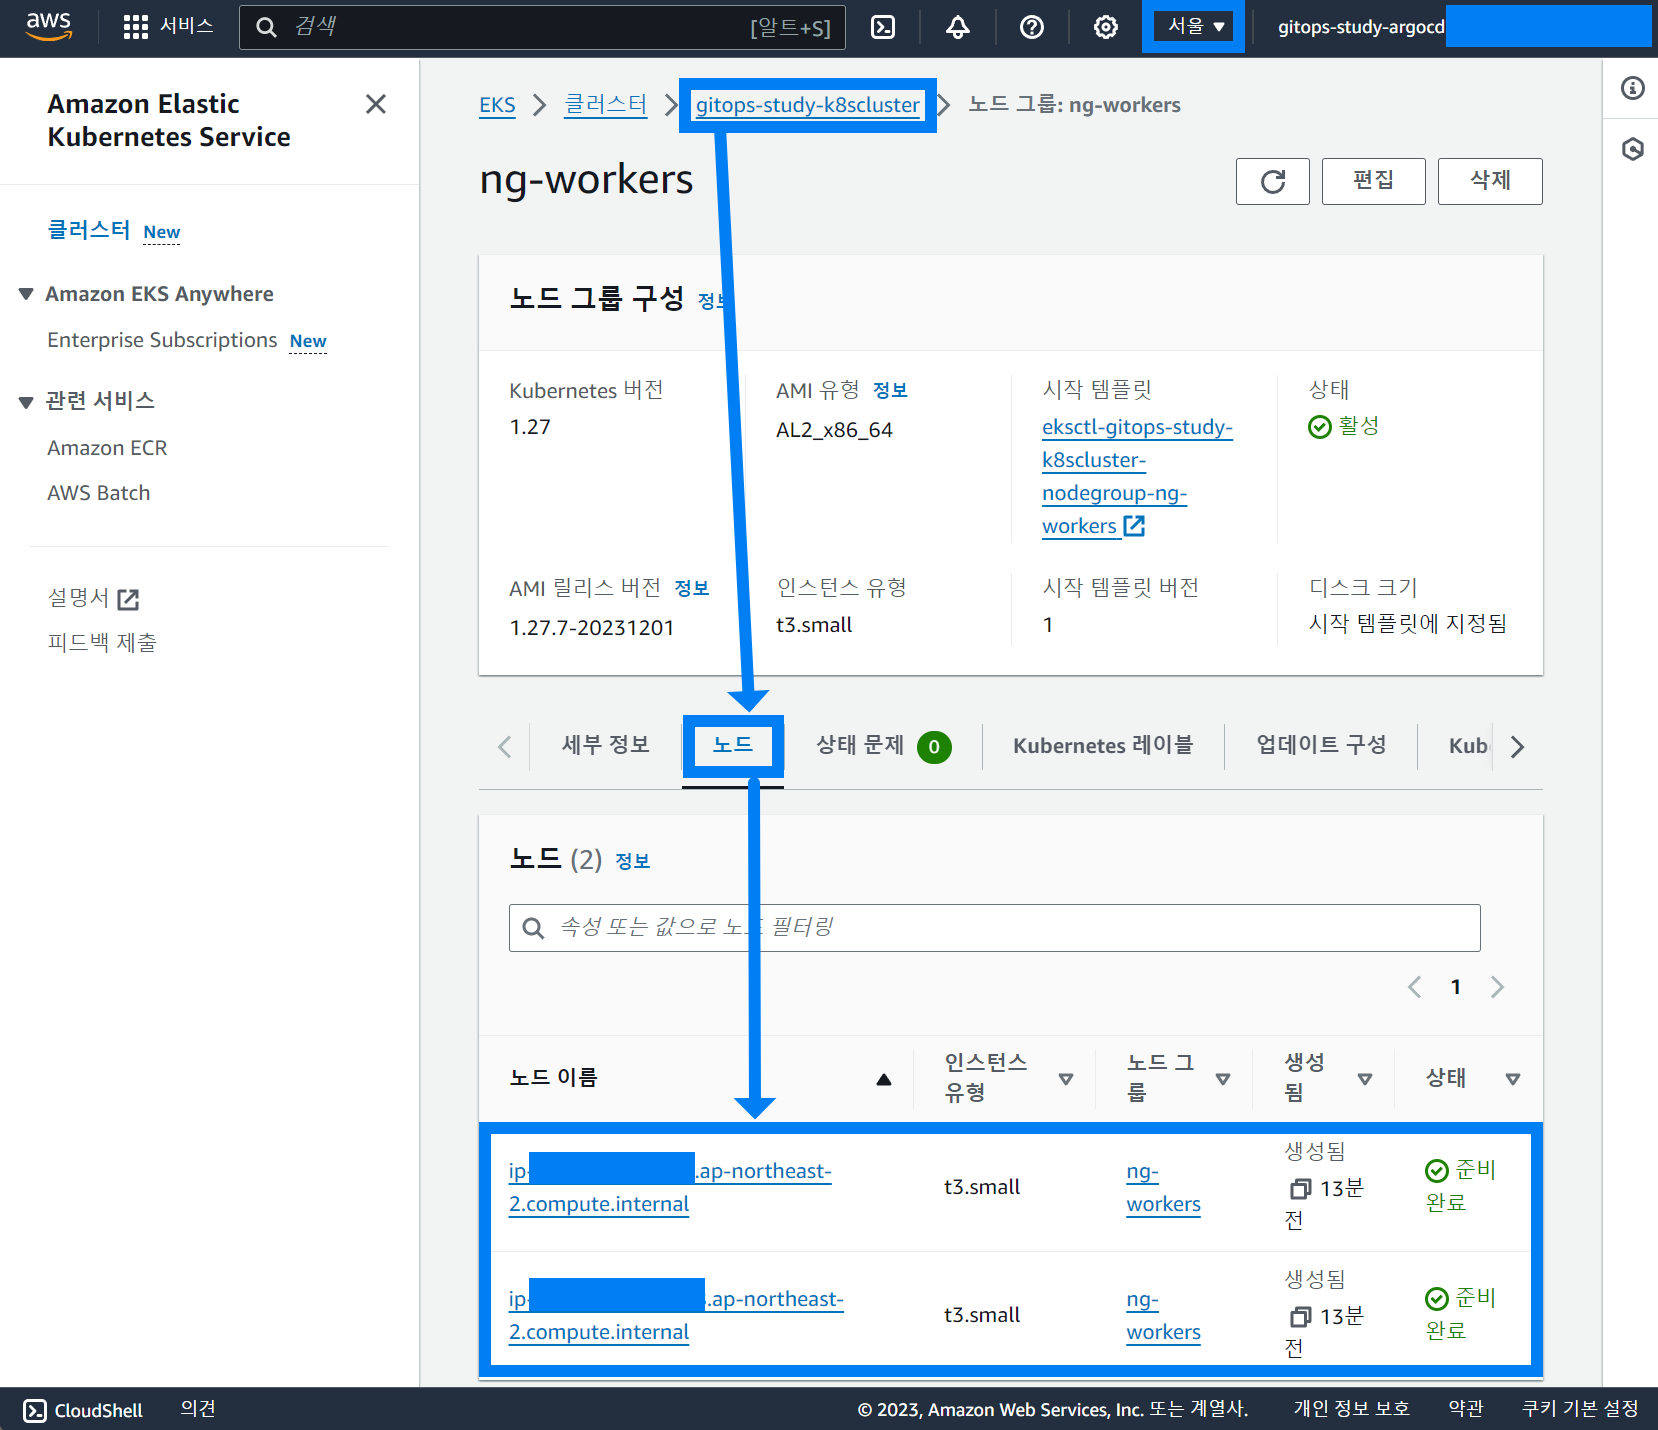 aws
서비스
검색
[알트+S]
서울 ▼
gitops-study-argocd
Amazon Elastic
Kubernetes Service
클러스터 New
Amazon EKS Anywhere
Enterprise Subscriptions New
관련 서비스
Amazon ECR
AWS Batch
설명서
피드백 제출
EKS
클러스터
gitops-study-k8scluster
노드 그룹: ng-workers
ng-workers
편집
삭제
노드 그룹 구성
Kubernetes 버전
1.27
AMI 유형 정보
AL2_x86_64
시작 템플릿
eksctl-gitops-study-
k8scluster-
nodegroup-ng-
workers
상태
활성
AMI 릴리스 버전 정보
1.27.7-20231201
인스턴스 유형
t3.small
시작 템플릿 버전
1
디스크 크기
시작 템플릿에 지정됨
세부 정보
노드
상태 문제 0
Kubernetes 레이블
업데이트 구성
Kub
노드 (2) 정보
속성 또는 값으로 노드 필터링
1
노드 이름
인스턴스
유형
노드 그
룹
생성
됨
상태
ip-
.ap-northeast-
2.compute.internal
t3.small
ng-
workers
생성됨
13분
전
준비
완료
ip-
.ap-northeast-
2.compute.internal
t3.small
ng-
workers
생성됨
13분
전
준비
완료
CloudShell
의견
© 2023, Amazon Web Services, Inc. 또는 계열사.
개인 정보 보호
약관
쿠키 기본 설정